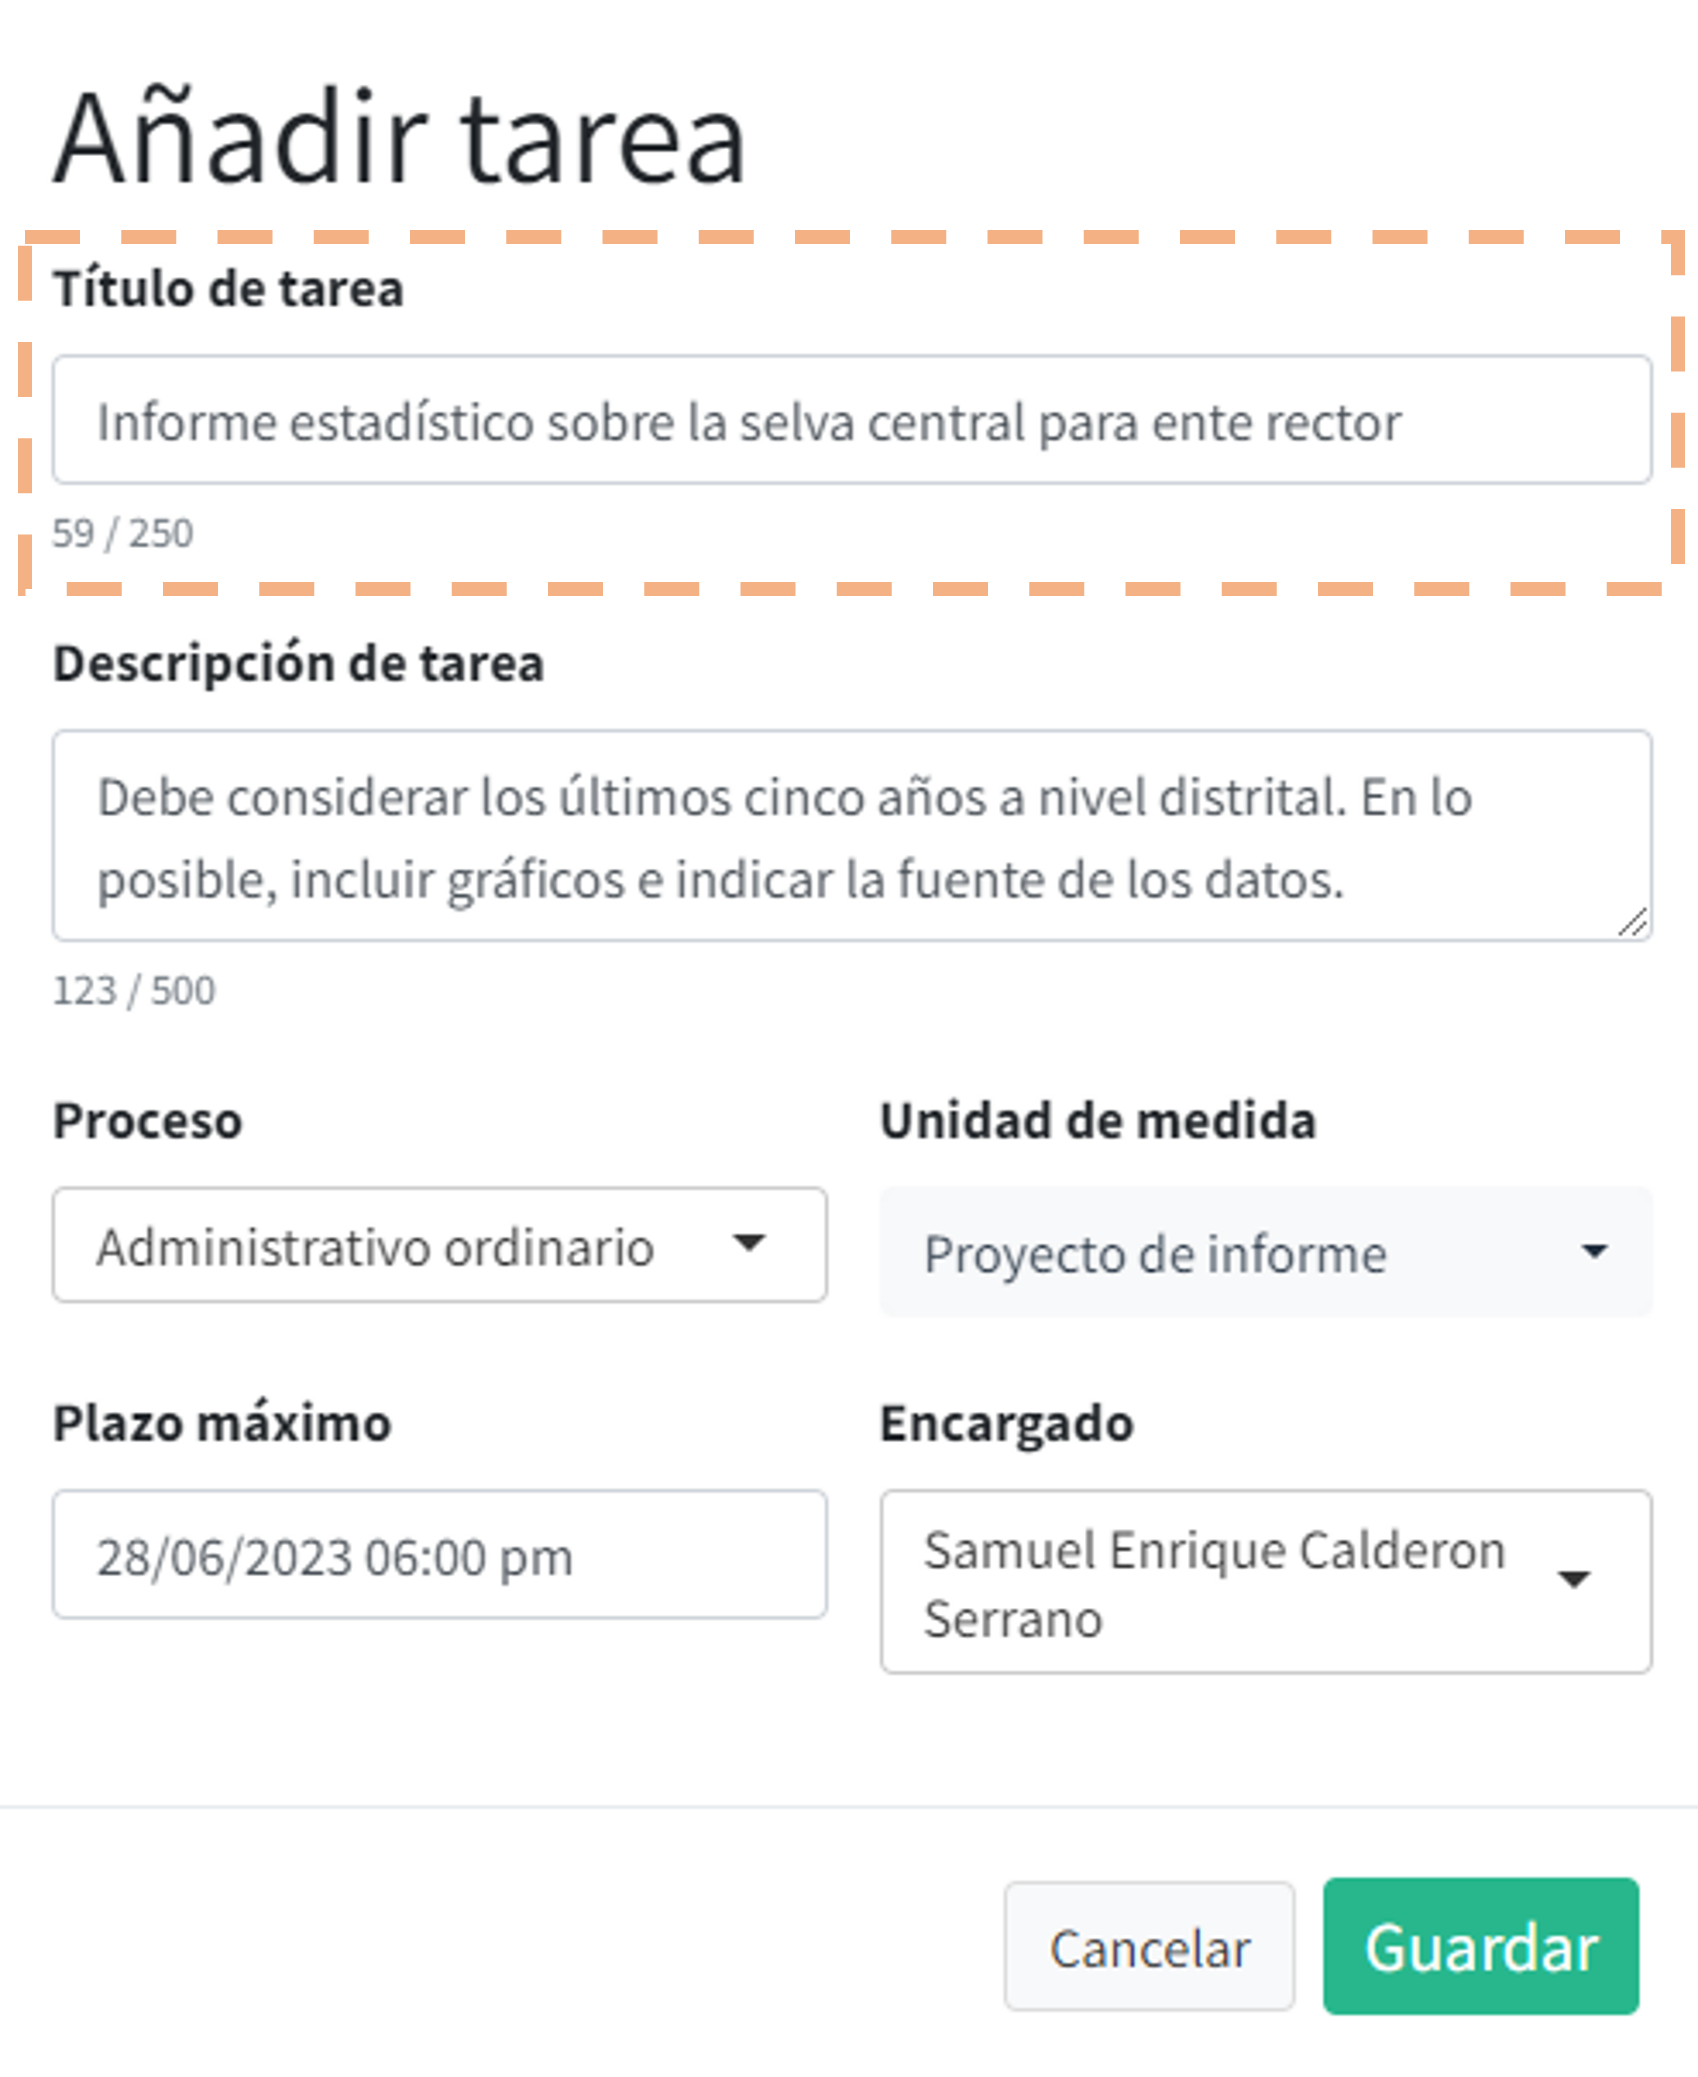 Añadir tarea
Título de tarea
Informe estadístico sobre la selva central para ente rector
59 / 250
Descripción de tarea
Debe considerar los últimos cinco años a nivel distrital. En lo
posible, incluir gráficos e indicar la fuente de los datos.
123 / 500
Proceso
Administrativo ordinario
Unidad de medida
Proyecto de informe
Plazo máximo
28/06/2023 06:00 pm
Encargado
Samuel Enrique Calderon
Serrano
Cancelar
Guardar